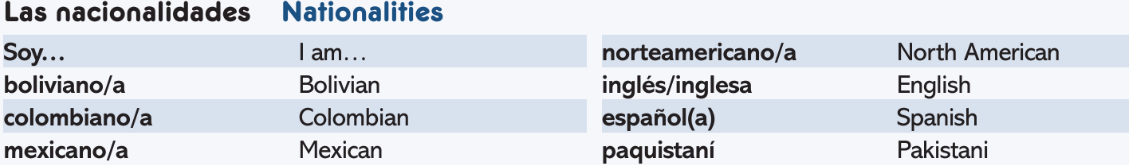 Las nacionalidades Nationalities
Soy... I am...
boliviano/a Bolivian
colombiano/a Colombian
mexicano/a Mexican
norteamericano/a North American
inglés/inglesa English
español(a) Spanish
paquistaní Pakistani